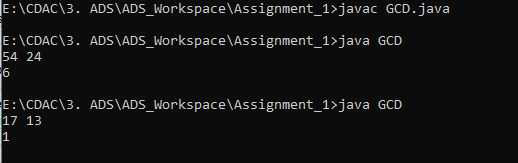 E:\CDAC\3. ADS\ADS_Workspace\Assignment_1>javac GCD.java
E:\CDAC\3. ADS\ADS_Workspace\Assignment_1>java GCD
54 24
6
E:\CDAC\3. ADS\ADS_Workspace\Assignment_1>java GCD
17 13
1